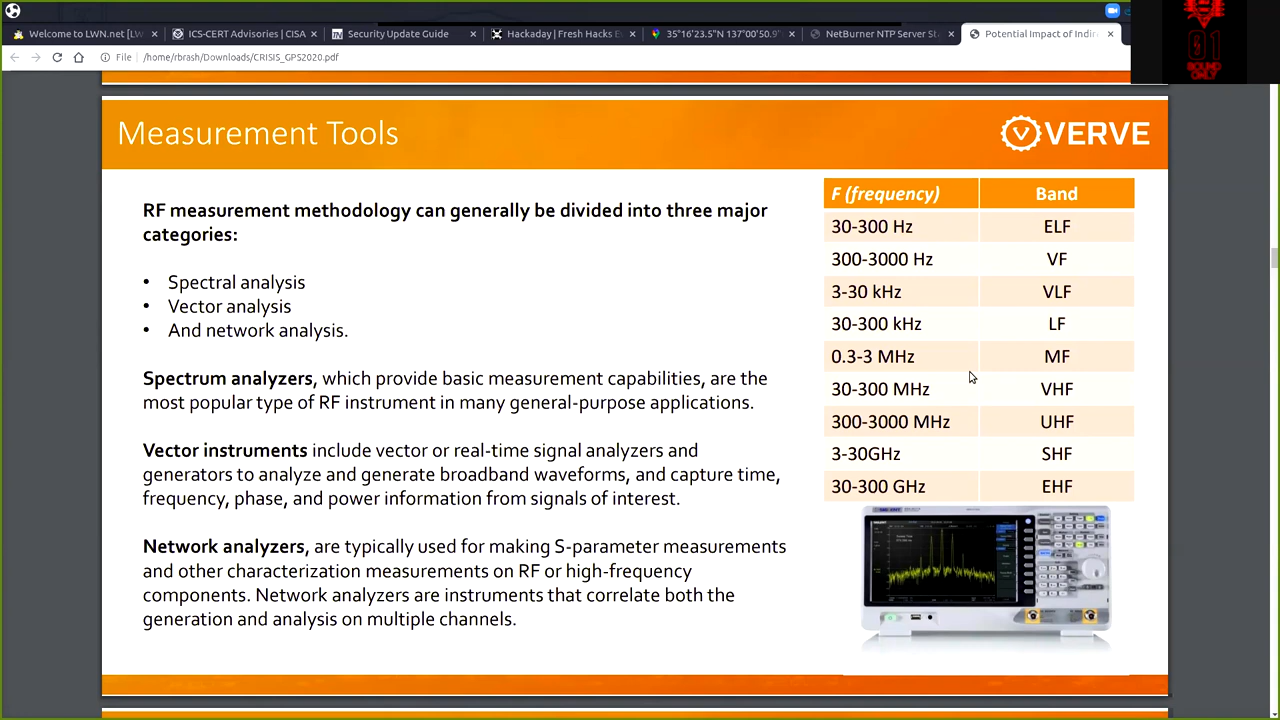 Welcome to LWN.net [LW
ICS-CERT Advisories | CISA
Security Update Guide
Hackaday | Fresh Hacks Ev
35°16'23.5"N 137°00'50.9"
NetBurner NTP Server St
Potential Impact of Indir
File
/home/rbrash/Downloads/CRISIS_GPS2020.pdf
01
BOUND
ONLY
Measurement Tools
VERVE
RF measurement methodology can generally be divided into three major
categories:
• Spectral analysis
• Vector analysis
• And network analysis.
Spectrum analyzers, which provide basic measurement capabilities, are the
most popular type of RF instrument in many general-purpose applications.
Vector instruments include vector or real-time signal analyzers and
generators to analyze and generate broadband waveforms, and capture time,
frequency, phase, and power information from signals of interest.
Network analyzers, are typically used for making S-parameter measurements
and other characterization measurements on RF or high-frequency
components. Network analyzers are instruments that correlate both the
generation and analysis on multiple channels.
F (frequency) Band
30-300 Hz ELF
300-3000 Hz VF
3-30 kHz VLF
30-300 kHz LF
0.3-3 MHz MF
30-300 MHz VHF
300-3000 MHz UHF
3-30GHz SHF
30-300 GHz EHF